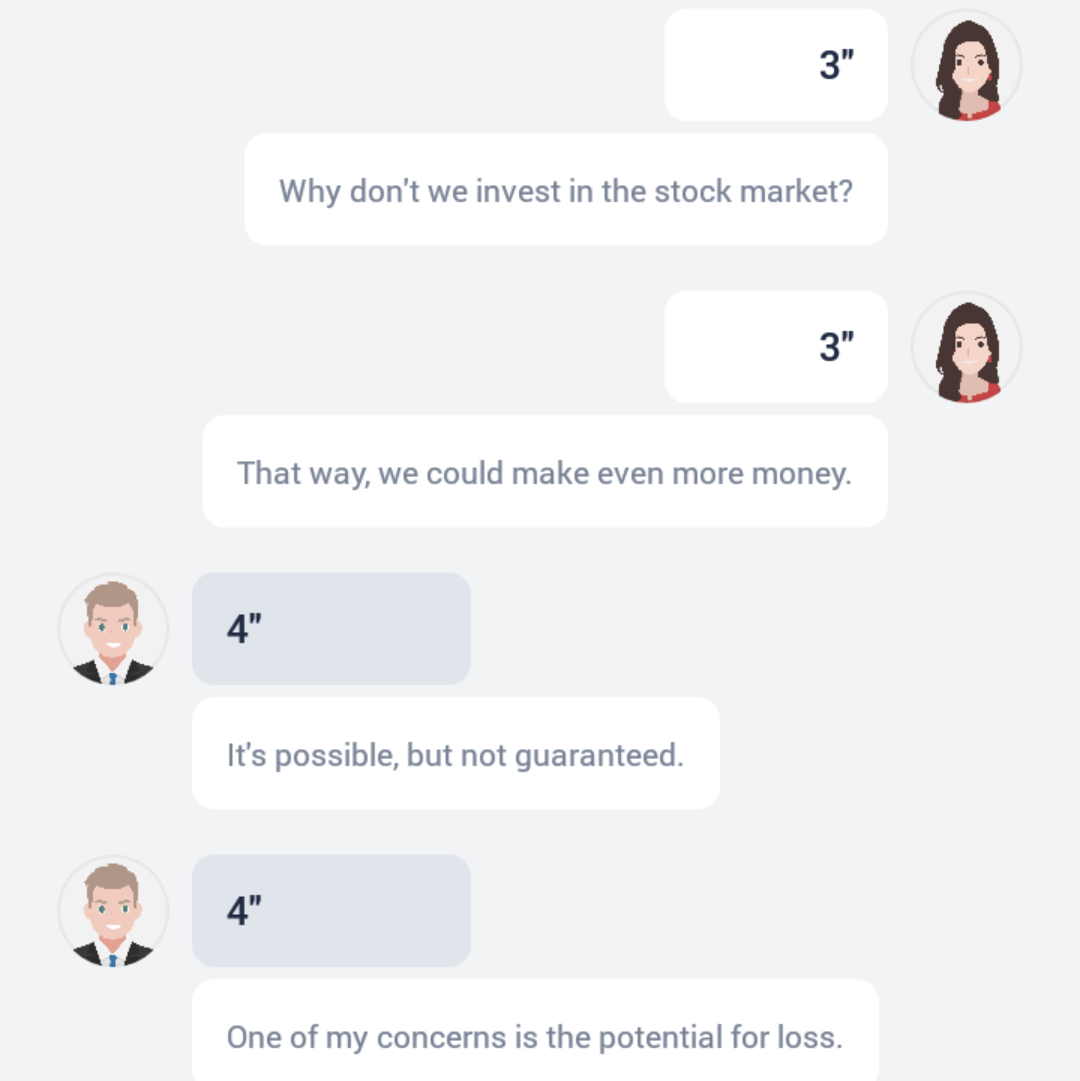 3"
Why don't we invest in the stock market?
3"
That way, we could make even more money.
4"
It's possible, but not guaranteed.
4"
One of my concerns is the potential for loss.